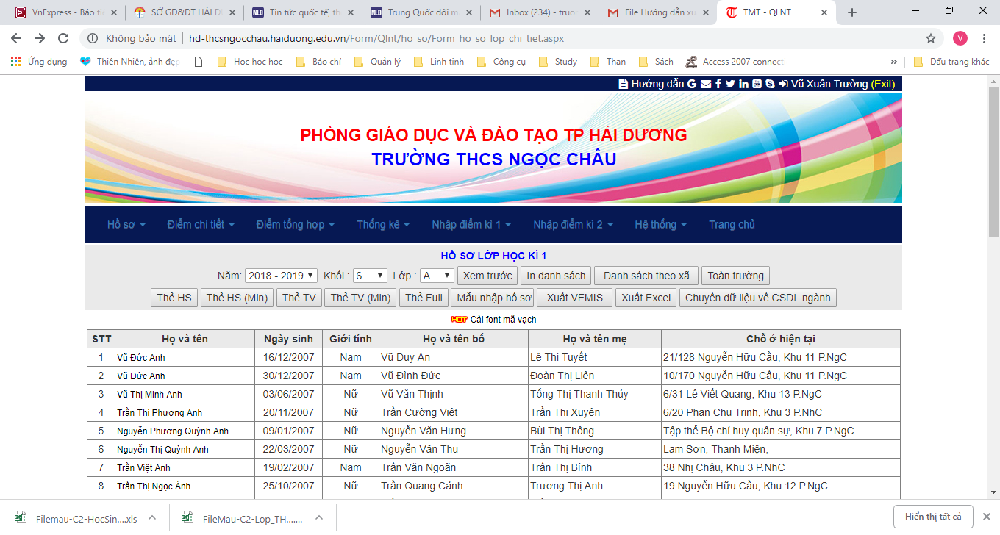 VnExpress - Báo ti
SỞ GD&ĐT HẢI D
Tin tức quốc tế, th
Trung Quốc đối m
Inbox (234) - truo
File Hướng dẫn xu
TMT - QLNT
Không bảo mật | hd-thcsngocchau.haiduong.edu.vn/Form/Qlnt/ho_so/Form_ho_so_lop_chi_tiet.aspx
V
Ứng dụng Thiên Nhiên, ảnh đẹp Hoc hoc hoc Báo chí Quản lý Linh tinh Công cụ Study Than Sách Access 2007 connecti » Dấu trang khác
Hướng dẫn Vũ Xuân Trường (Exit)
PHÒNG GIÁO DỤC VÀ ĐÀO TẠO TP HẢI DƯƠNG
TRƯỜNG THCS NGỌC CHÂU
Hồ sơ Điểm chi tiết Điểm tổng hợp Thống kê Nhập điểm kì 1 Nhập điểm kì 2 Hệ thống Trang chủ
HỒ SƠ LỚP HỌC KÌ 1
Năm: 2018 - 2019 Khối : 6 Lớp : A Xem trước In danh sách Danh sách theo xã Toàn trường
Thẻ HS Thẻ HS (Min) Thẻ TV Thẻ TV (Min) Thẻ Full Mẫu nhập hồ sơ Xuất VEMIS Xuất Excel Chuyển dữ liệu về CSDL ngành
HOT Cài font mã vạch
STT Họ và tên Ngày sinh Giới tính Họ và tên bố Họ và tên mẹ Chỗ ở hiện tại
1 Vũ Đức Anh 16/12/2007 Nam Vũ Duy An Lê Thị Tuyết 21/128 Nguyễn Hữu Cầu, Khu 11 P.NgC
2 Vũ Đức Anh 30/12/2007 Nam Vũ Đình Đức Đoàn Thị Liên 10/170 Nguyễn Hữu Cầu, Khu 11 P.NgC
3 Vũ Thị Minh Anh 03/06/2007 Nữ Vũ Văn Thịnh Tống Thị Thanh Thủy 6/31 Lê Viết Quang, Khu 13 P.NgC
4 Trần Thị Phương Anh 20/11/2007 Nữ Trần Cường Việt Trần Thị Xuyên 6/20 Phan Chu Trinh, Khu 3 P.NhC
5 Nguyễn Phương Quỳnh Anh 09/01/2007 Nữ Nguyễn Văn Hưng Bùi Thị Thông Tập thể Bộ chỉ huy quân sự, Khu 7 P.NgC
6 Nguyễn Thị Quỳnh Anh 22/03/2007 Nữ Nguyễn Văn Thu Trần Thị Hương Lam Sơn, Thanh Miện,
7 Trần Việt Anh 19/02/2007 Nam Trần Văn Ngoãn Trần Thị Bính 38 Nhị Châu, Khu 3 P.NhC
8 Trần Thị Ngọc Ánh 25/10/2007 Nữ Trần Quang Cảnh Trương Thị Anh 19 Nguyễn Hữu Cầu, Khu 12 P.NgC
Filemau-C2-HocSin....xls
FileMau-C2-Lop_TH.......
Hiển thị tất cả